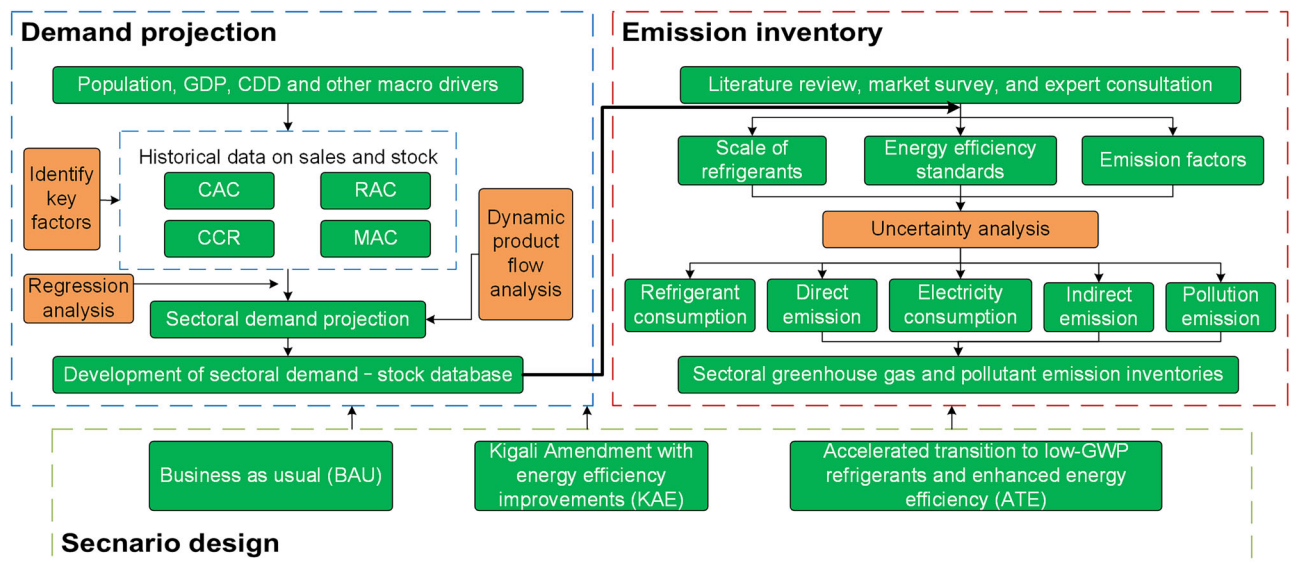 Demand projection
Population, GDP, CDD and other macro drivers
Historical data on sales and stock
CAC
RAC
CCR
MAC
Identify
key
factors
Dynamic
product
flow
analysis
Regression
analysis
Sectoral demand projection
Development of sectoral demand – stock database
Emission inventory
Literature review, market survey, and expert consultation
Scale of
refrigerants
Energy efficiency
standards
Emission factors
Uncertainty analysis
Refrigerant
consumption
Direct
emission
Electricity
consumption
Indirect
emission
Pollution
emission
Sectoral greenhouse gas and pollutant emission inventories
Business as usual (BAU)
Kigali Amendment with
energy efficiency
improvements (KAE)
Accelerated transition to low-GWP
refrigerants and enhanced energy
efficiency (ATE)
Secnario design